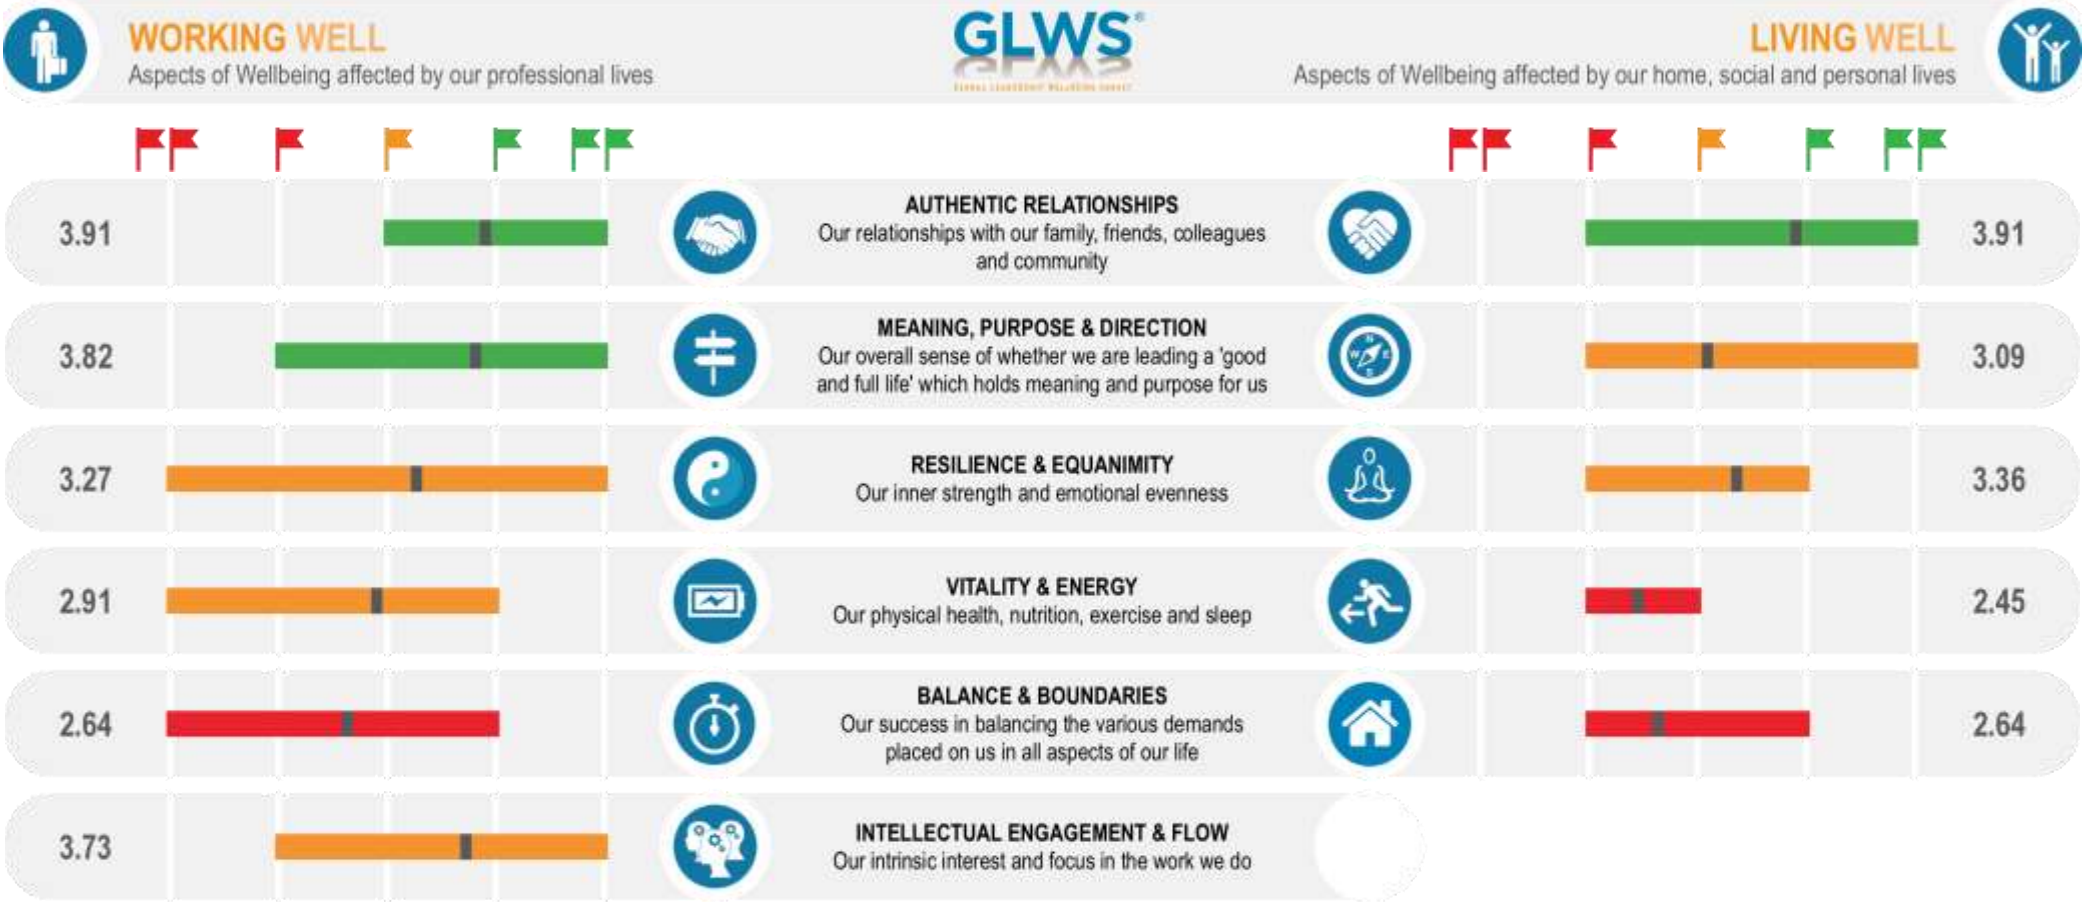 WORKING WELL
Aspects of Wellbeing affected by our professional lives
GLWS®
GLOBAL LEADERSHIP WELLBEING SURVEY
LIVING WELL
Aspects of Wellbeing affected by our home, social and personal lives
3.91
AUTHENTIC RELATIONSHIPS
Our relationships with our family, friends, colleagues
and community
3.91
3.82
MEANING, PURPOSE & DIRECTION
Our overall sense of whether we are leading a 'good
and full life' which holds meaning and purpose for us
N
W E
S
3.09
3.27
RESILIENCE & EQUANIMITY
Our inner strength and emotional evenness
3.36
2.91
VITALITY & ENERGY
Our physical health, nutrition, exercise and sleep
2.45
2.64
BALANCE & BOUNDARIES
Our success in balancing the various demands
placed on us in all aspects of our life
2.64
3.73
INTELLECTUAL ENGAGEMENT & FLOW
Our intrinsic interest and focus in the work we do